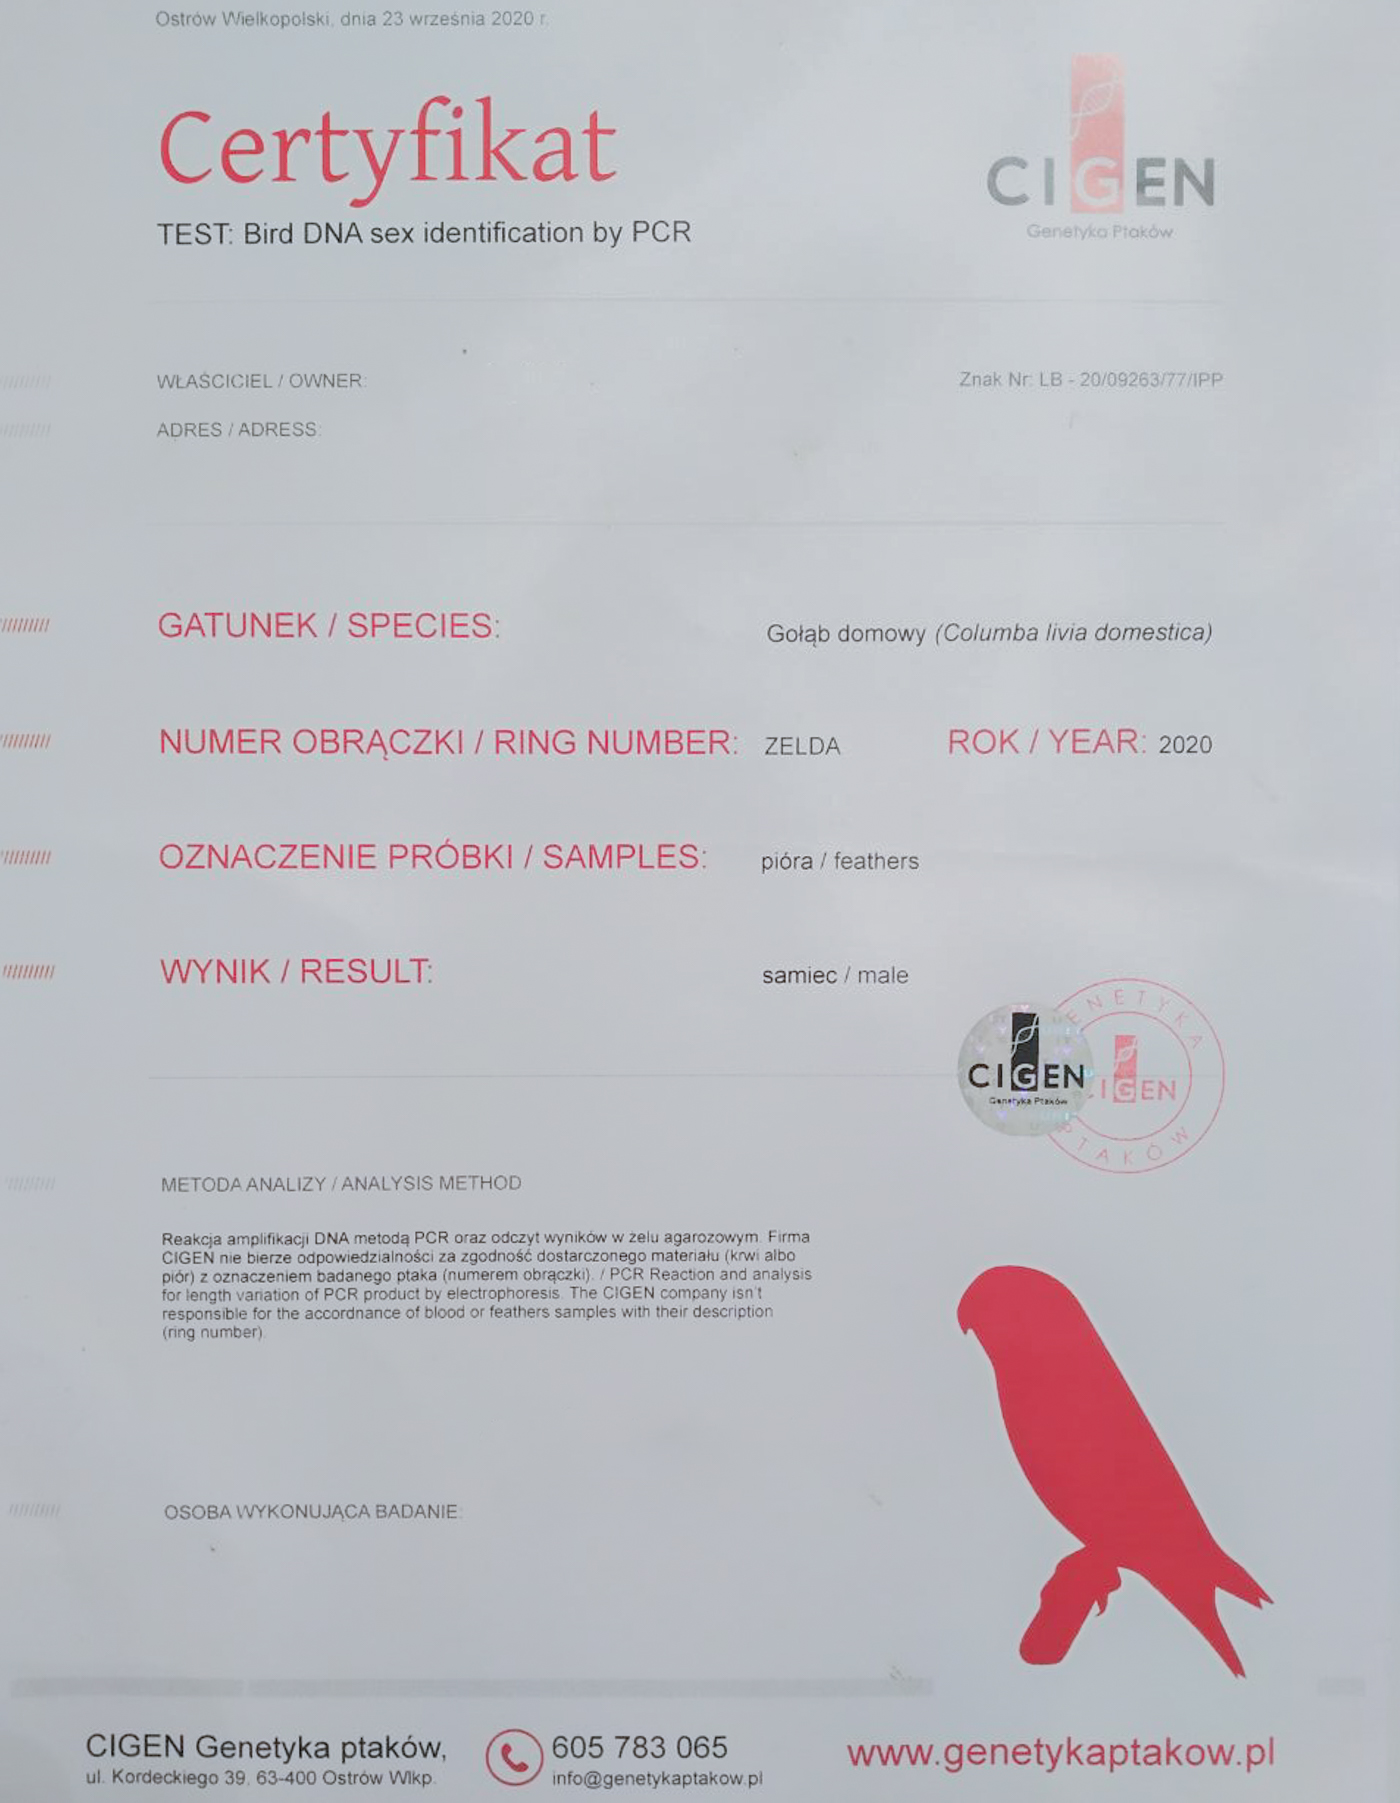 Ostrów Wielkopolski, dnia 23 września 2020 r.
Certyfikat
CIGEN
Genetyka Ptaków
TEST: Bird DNA sex identification by PCR
WŁAŚCICIEL / OWNER:
Znak Nr: LB - 20/09263/77/IPP
ADRES / ADRESS:
GATUNEK / SPECIES:
Gołąb domowy (Columba livia domestica)
NUMER OBRĄCZKI / RING NUMBER: ZELDA
ROK / YEAR: 2020
OZNACZENIE PRÓBKI / SAMPLES: pióra / feathers
WYNIK / RESULT: samiec / male
CIGEN
Genetyka Ptaków
GENETYKA
IGEN
PTAKÓW
METODA ANALIZY / ANALYSIS METHOD
Reakcja amplifikacji DNA metodą PCR oraz odczyt wyników w żelu agarozowym. Firma
CIGEN nie bierze odpowiedzialności za zgodność dostarczonego materiału (krwi albo
piór) z oznaczeniem badanego ptaka (numerem obrączki). / PCR Reaction and analysis
for length variation of PCR product by electrophoresis. The CIGEN company isn't
responsible for the accordnance of blood or feathers samples with their description
(ring number).
OSOBA WYKONUJĄCA BADANIE:
CIGEN Genetyka ptaków,
ul. Kordeckiego 39, 63-400 Ostrów Wlkp.
605 783 065
info@genetykaptakow.pl
www.genetykaptakow.pl